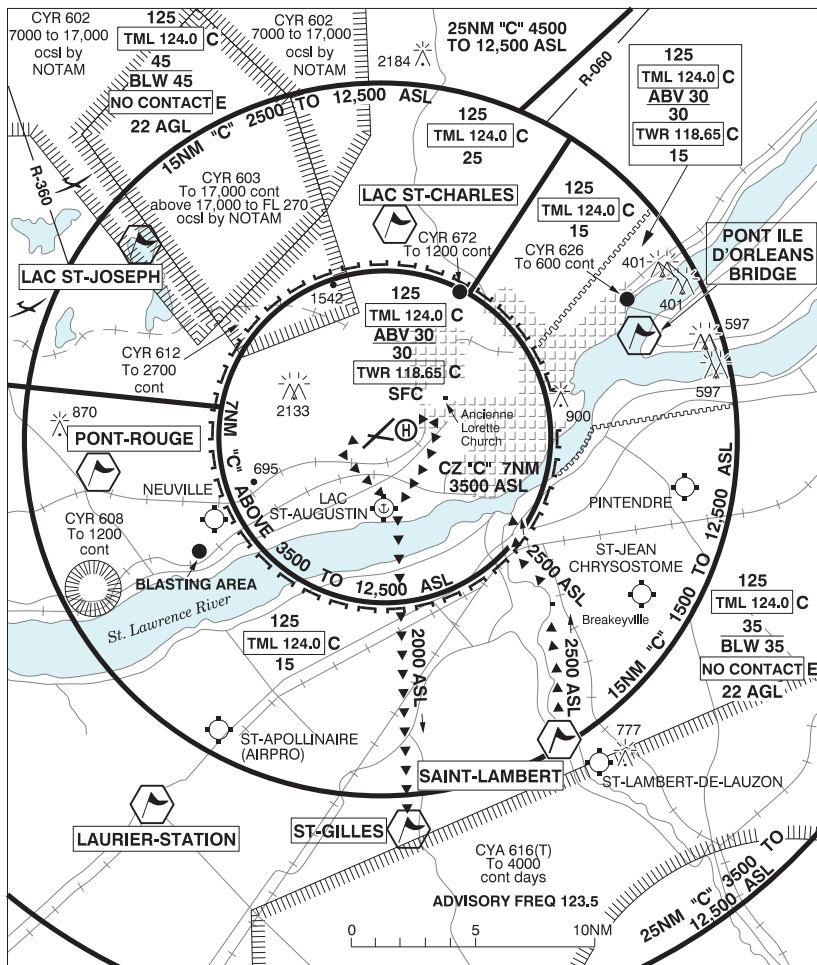 CYR 602
7000 to 17,000
ocsl by
NOTAM
125
TML 124.0 C
45
BLW 45
NO CONTACT E
22 AGL
CYR 602
7000 to 17,000
ocsl by
NOTAM
2184
25NM "C" 4500
TO 12,500 ASL
R-060
125
TML 124.0 C
ABV 30
30
TWR 118.65 C
15
15NM "C" 2500 TO 12,500 ASL
125
TML 124.0 C
25
R-360
CYR 603
To 17,000 cont
above 17,000 to FL 270
ocsl by NOTAM
LAC ST-CHARLES
125
TML 124.0 C
15
PONT ILE
D'ORLEANS
BRIDGE
CYR 672
To 1200 cont
CYR 626
To 600 cont
401
401
LAC ST-JOSEPH
1542
125
TML 124.0 C
ABV 30
30
TWR 118.65 C
SFC
597
597
CYR 612
To 2700
cont
2133
870
900
Ancienne
Lorette
Church
H
PONT-ROUGE
7NM "C" ABOVE 3500 TO 12,500 ASL
695
CZ "C" 7NM
3500 ASL
NEUVILLE
LAC
ST-AUGUSTIN
PINTENDRE
CYR 608
To 1200
cont
BLASTING AREA
ST-JEAN
CHRYSOSTOME
2500 ASL
Breakeyville
15NM "C" 1500 TO 12,500 ASL
St. Lawrence River
125
TML 124.0 C
15
2000 ASL
2500 ASL
125
TML 124.0 C
35
BLW 35
NO CONTACT E
22 AGL
ST-APOLLINAIRE
(AIRPRO)
777
SAINT-LAMBERT
ST-LAMBERT-DE-LAUZON
LAURIER-STATION
ST-GILLES
CYA 616(T)
To 4000
cont days
ADVISORY FREQ 123.5
25NM "C" 3500 TO
12,500 ASL
0 5 10NM